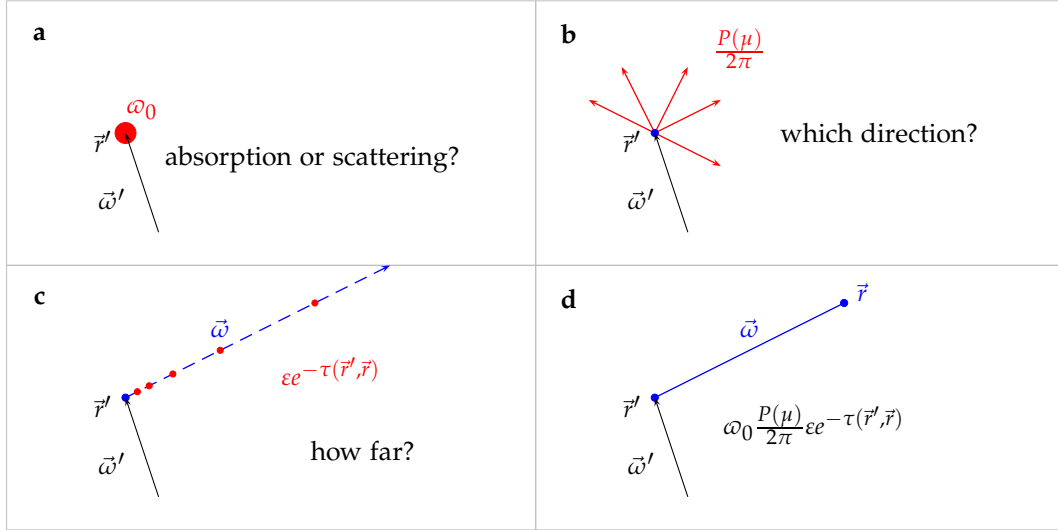 a
ϖ₀
r⃗′
absorption or scattering?
ω⃗′
b
P(μ)/2π
r⃗′
which direction?
ω⃗′
c
ω⃗
εe^{−τ(r⃗′,r⃗)}
r⃗′
how far?
ω⃗′
d
r⃗
ω⃗
r⃗′
ϖ₀ P(μ)/2π εe^{−τ(r⃗′,r⃗)}
ω⃗′